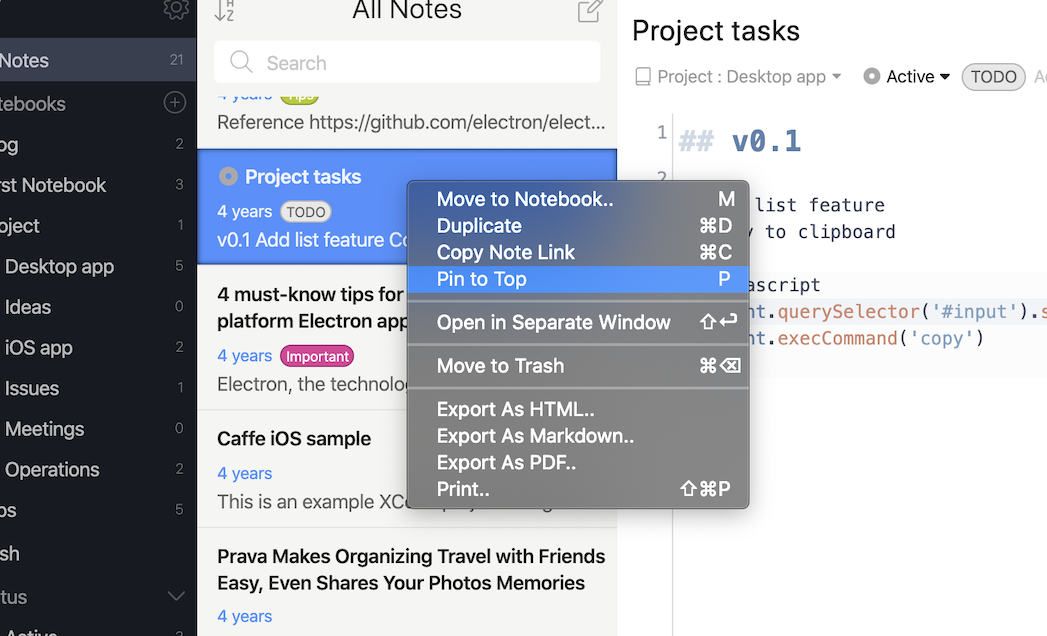 Notes 21
tebooks
og 2
rst Notebook 3
oject 1
Desktop app 5
Ideas 0
iOS app 2
Issues 1
Meetings 0
Operations 2
os 5
sh
tus
All Notes
Search
4 years Tips
Reference https://github.com/electron/elect...
Project tasks
4 years TODO
v0.1 Add list feature Co
4 must-know tips for
platform Electron app
4 years Important
Electron, the technolo
Caffe iOS sample
4 years
This is an example XC
Prava Makes Organizing Travel with Friends
Easy, Even Shares Your Photos Memories
4 years
Move to Notebook.. M
Duplicate ⌘D
Copy Note Link ⌘C
Pin to Top P
Open in Separate Window ⇧↩
Move to Trash ⌘⌫
Export As HTML..
Export As Markdown..
Export As PDF..
Print.. ⇧⌘P
Project tasks
Project : Desktop app Active TODO
1 ## v0.1
2
list feature
y to clipboard
ascript
nt.querySelector('#input').s
nt.execCommand('copy')